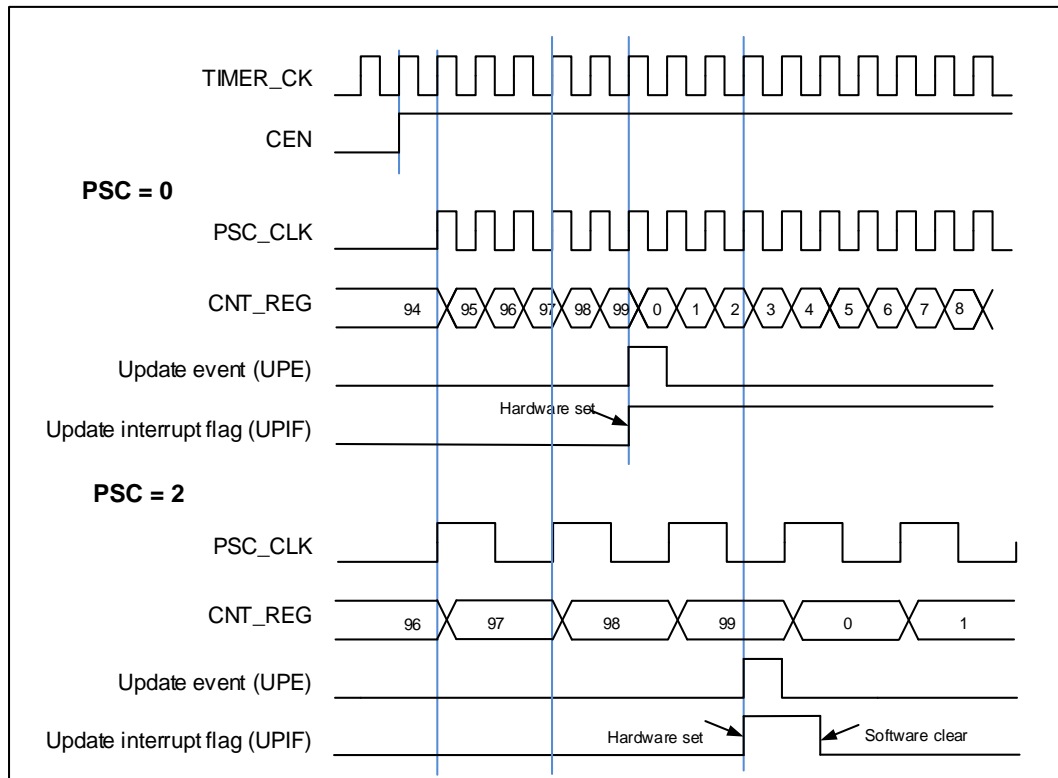 TIMER_CK
CEN
PSC = 0
PSC_CLK
CNT_REG 94 95 96 97 98 99 0 1 2 3 4 5 6 7 8
Update event (UPE)
Hardware set
Update interrupt flag (UPIF)
PSC = 2
PSC_CLK
CNT_REG 96 97 98 99 0 1
Update event (UPE)
Update interrupt flag (UPIF) Hardware set Software clear